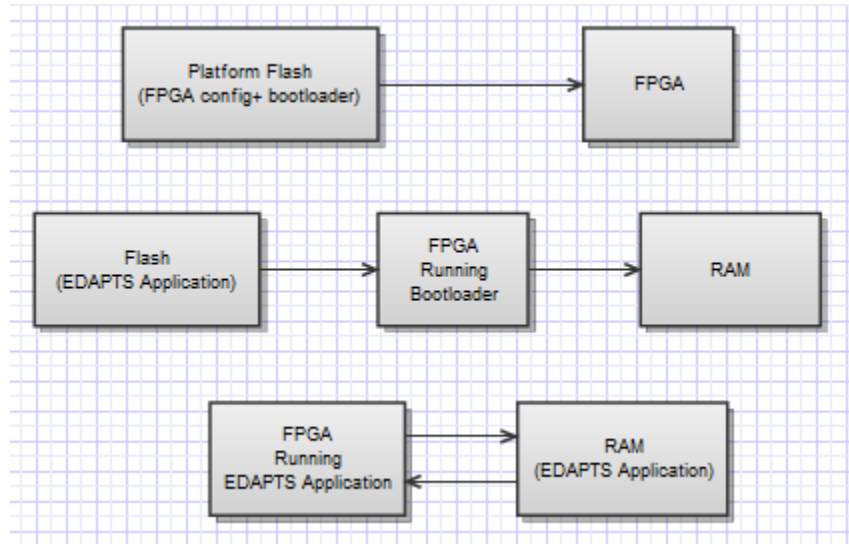 Platform Flash
(FPGA config+ bootloader)
FPGA
Flash
(EDAPTS Application)
FPGA
Running
Bootloader
RAM
FPGA
Running
EDAPTS Application
RAM
(EDAPTS Application)